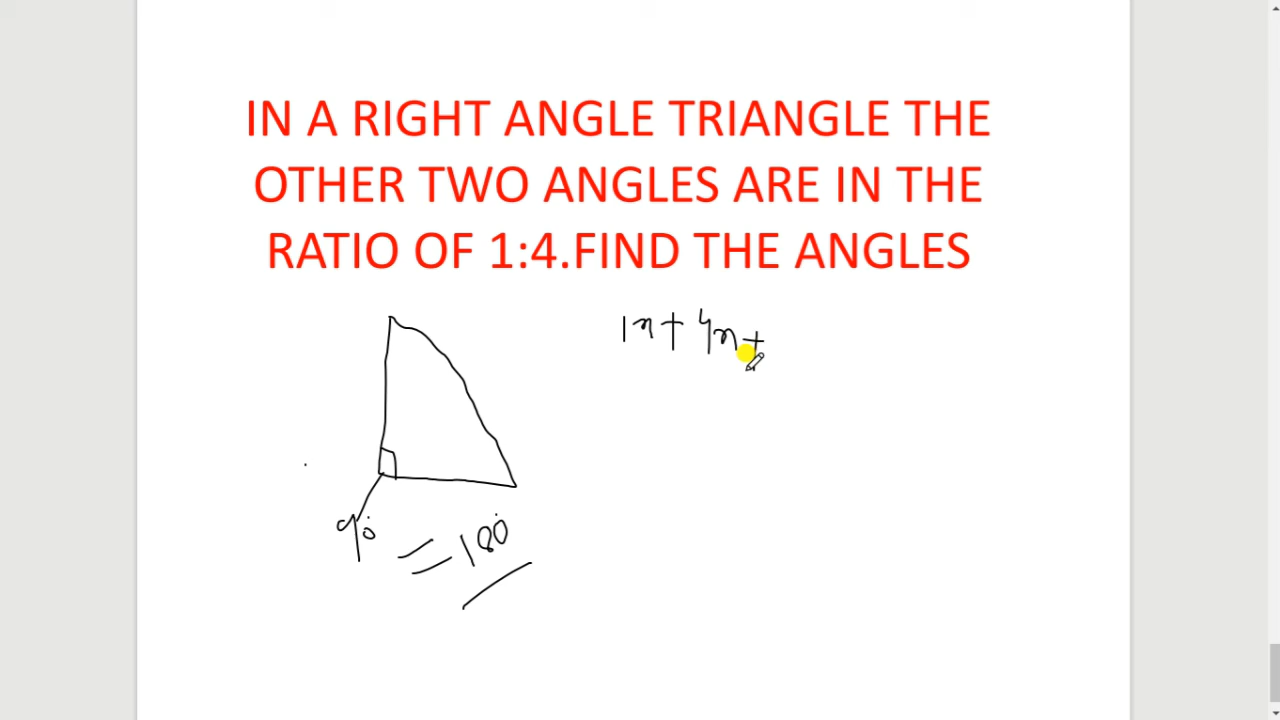 IN A RIGHT ANGLE TRIANGLE THE
OTHER TWO ANGLES ARE IN THE
RATIO OF 1:4.FIND THE ANGLES
1x + 4x +
90°
= 180°